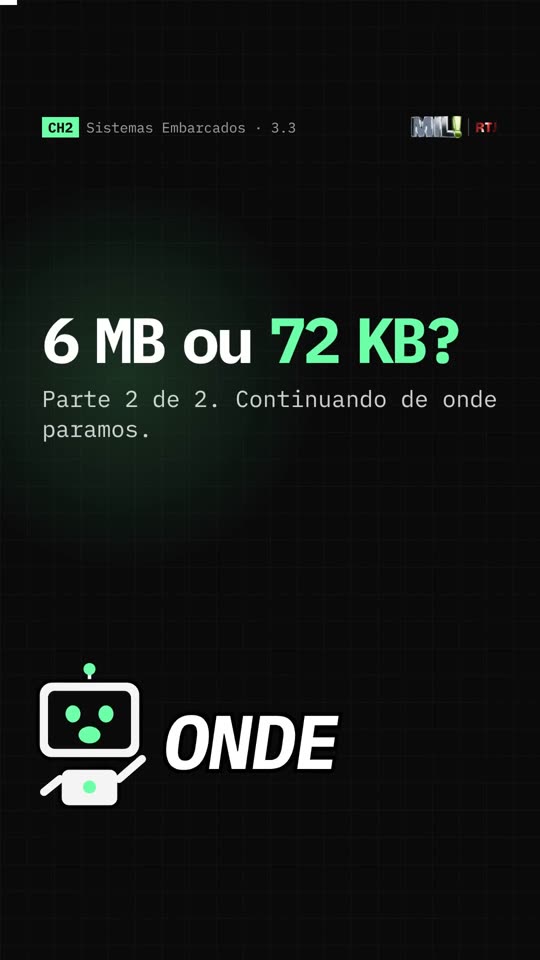 CH2 Sistemas Embarcados · 3.3
MIL!
6 MB ou 72 KB?
Parte 2 de 2. Continuando de onde
paramos.
ONDE